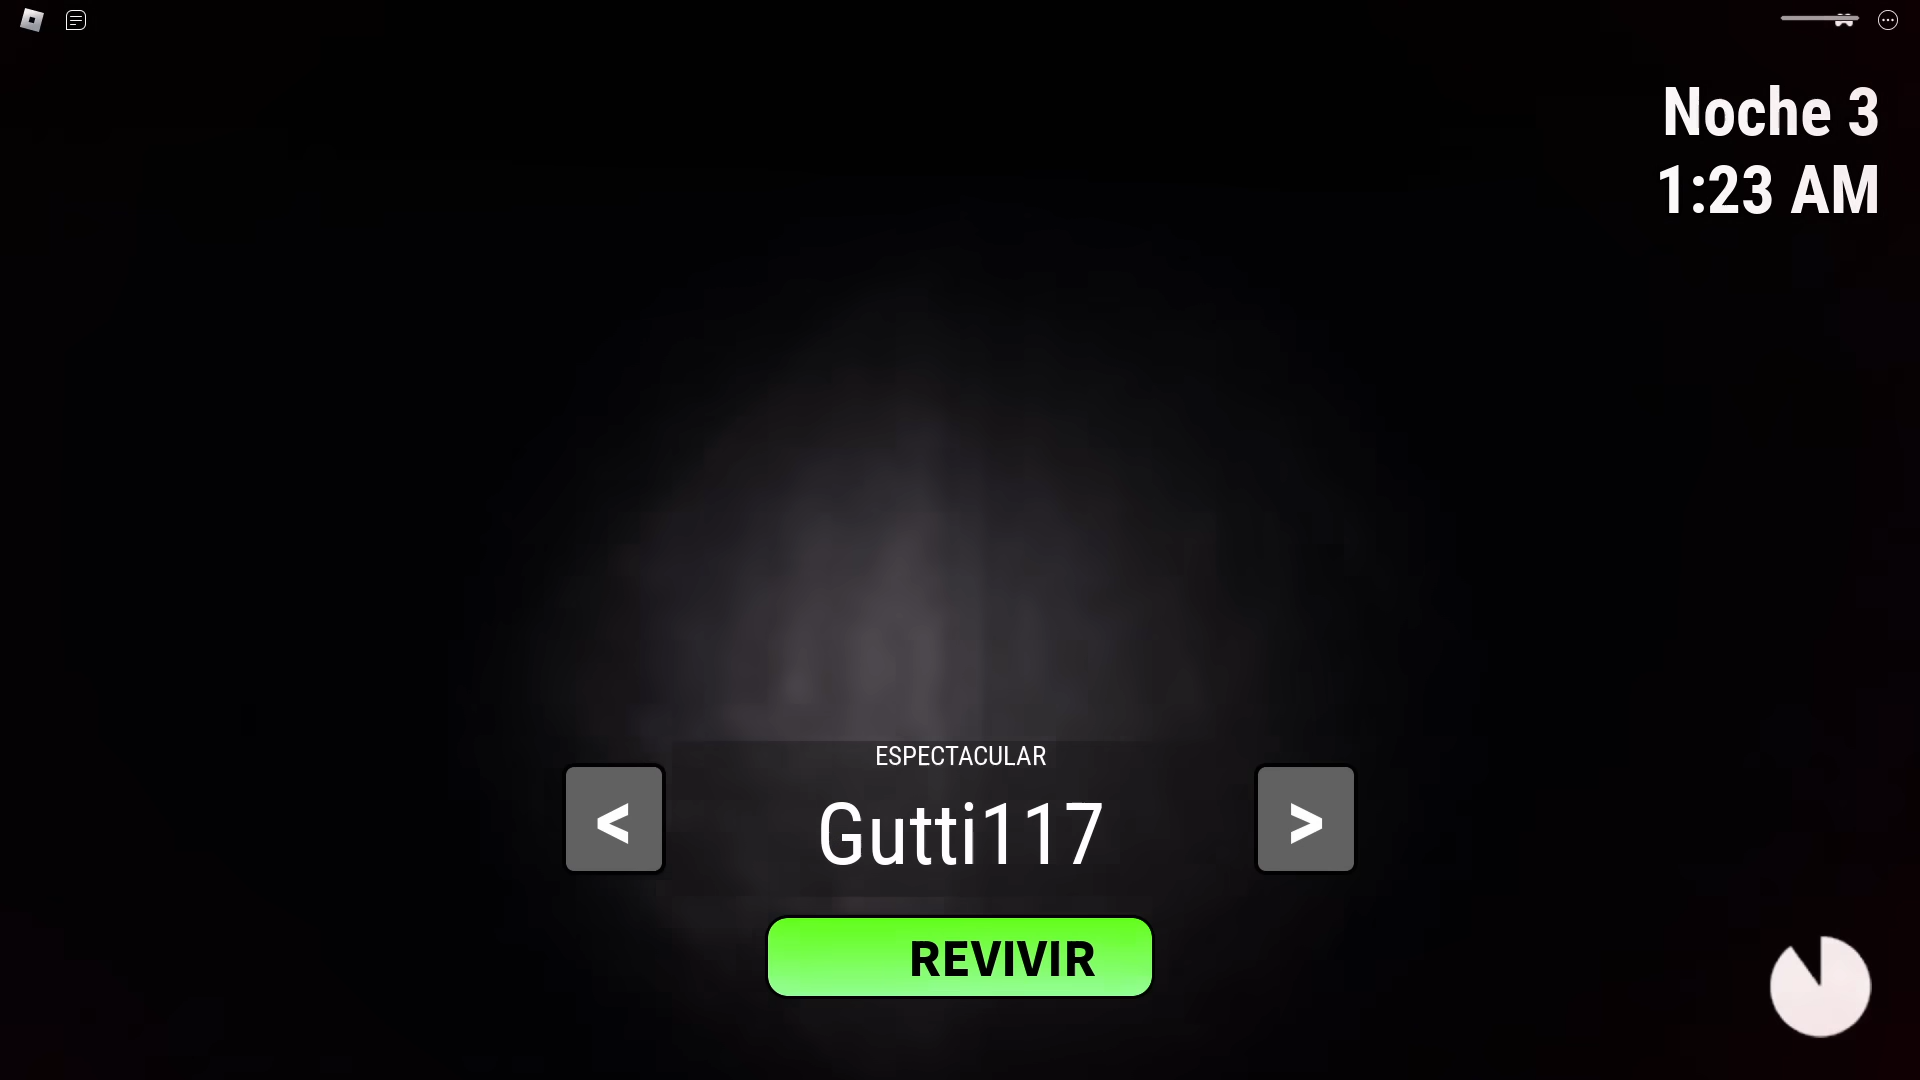 Noche 3
1:23 AM
ESPECTACULAR
<
Gutti117
>
REVIVIR